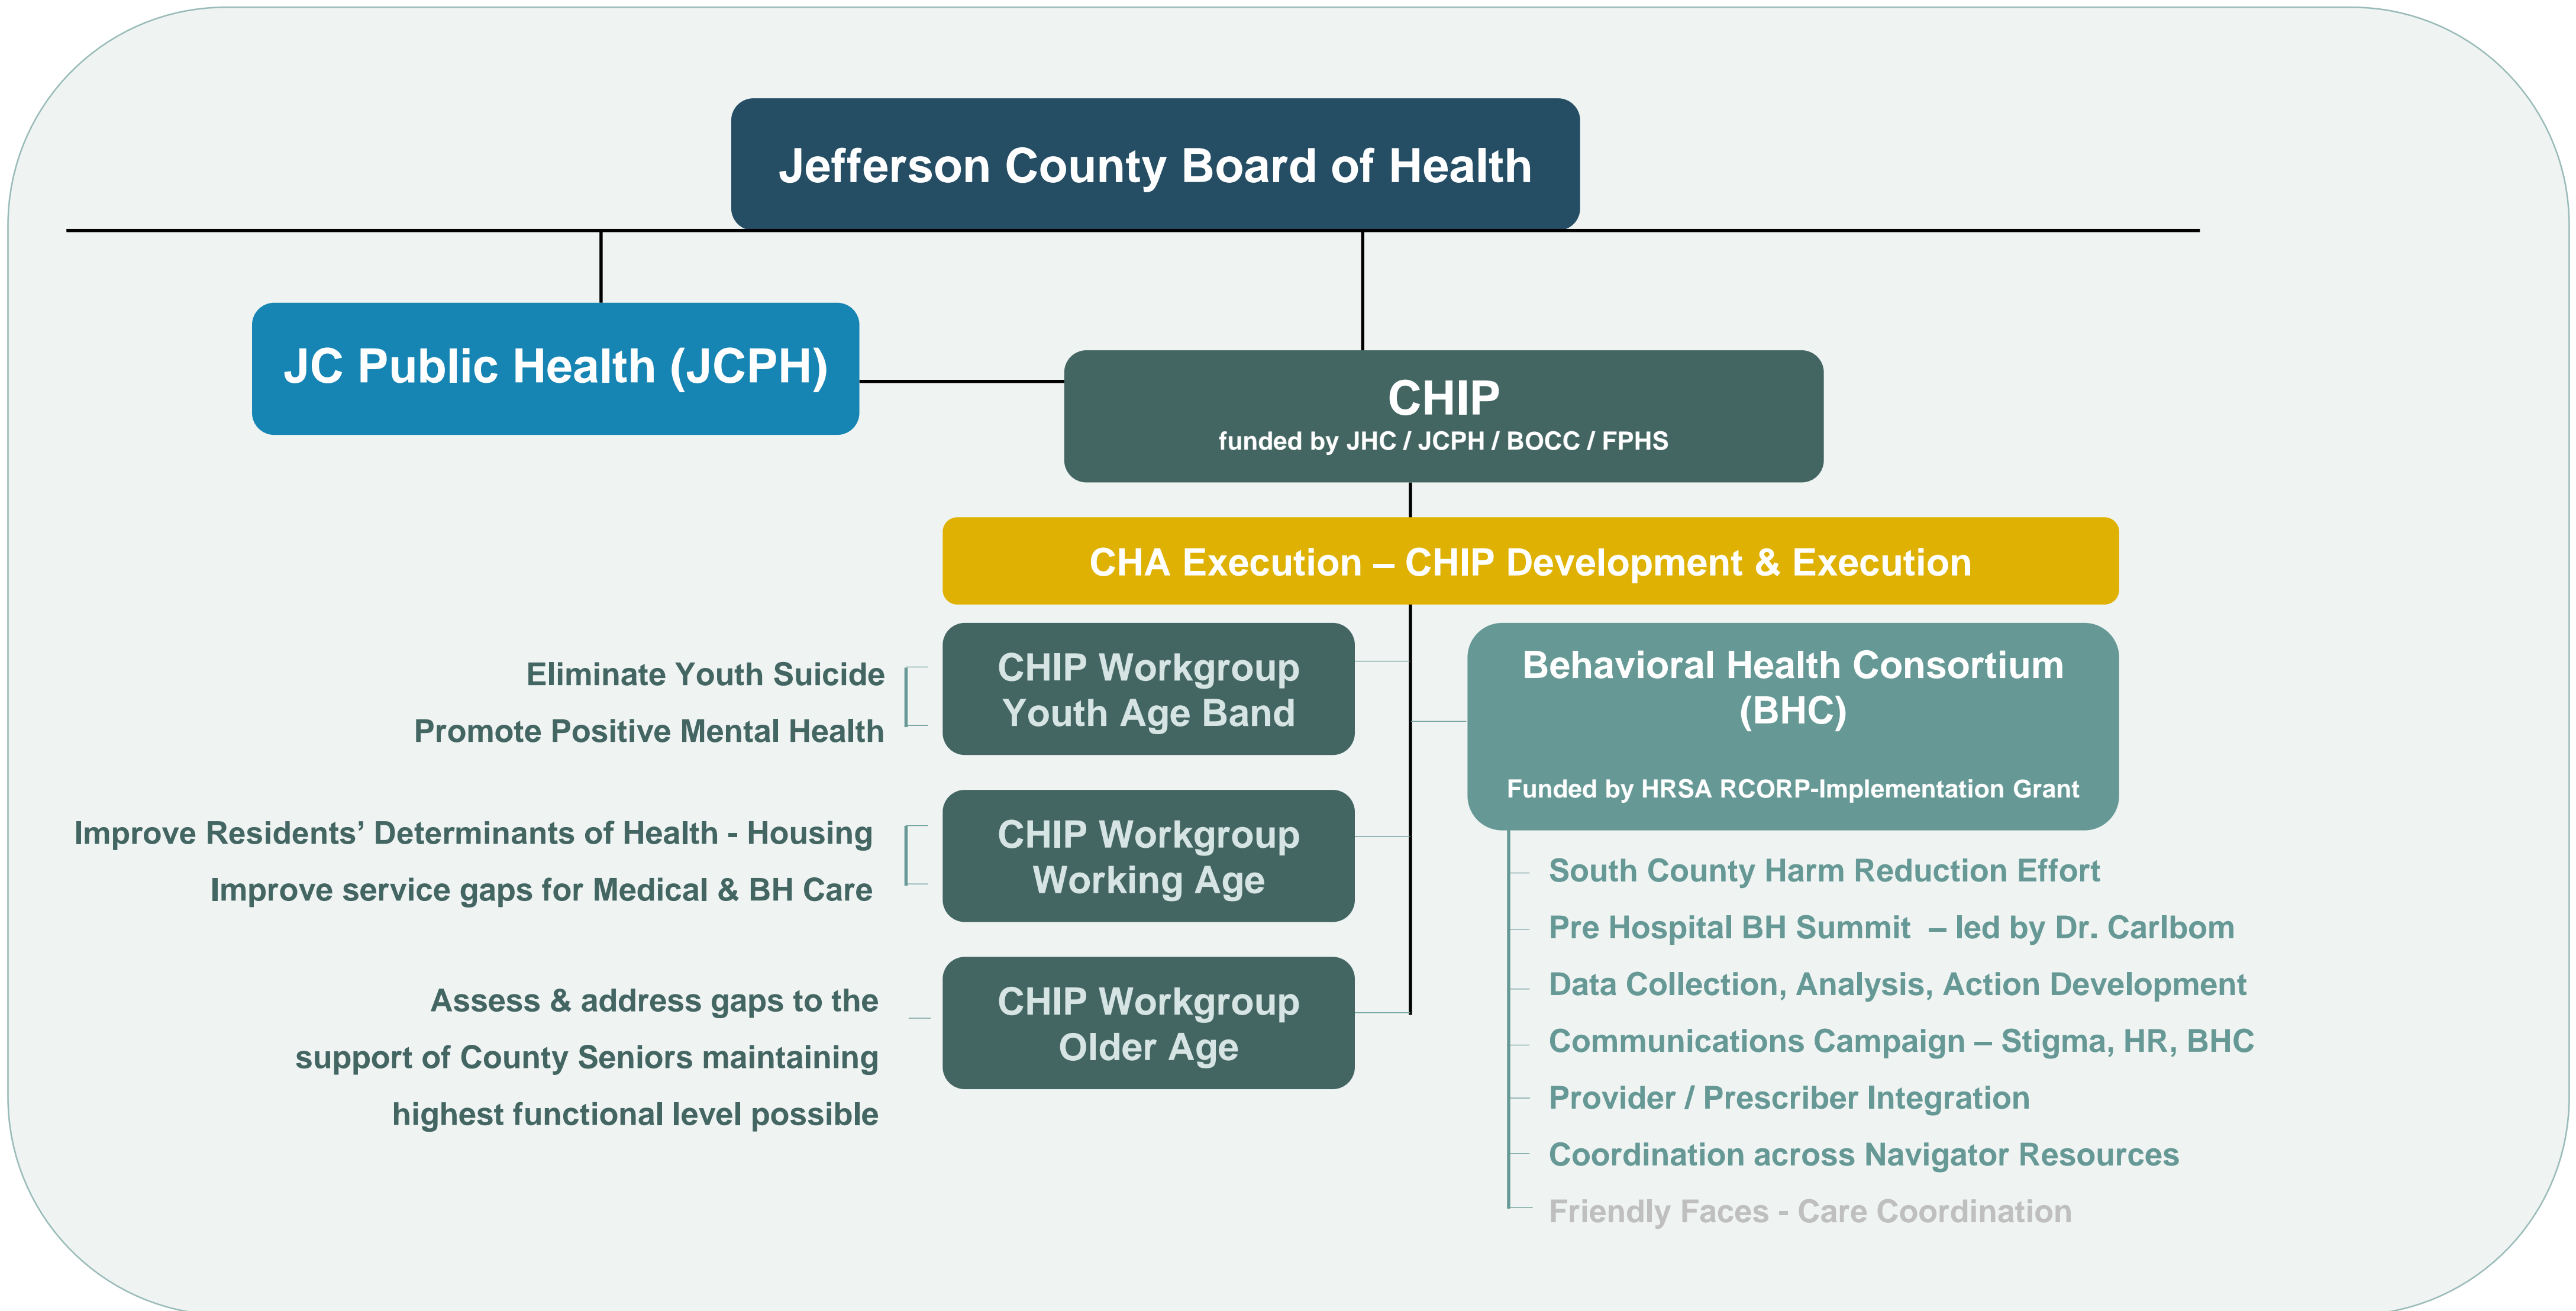 Jefferson County Board of Health
JC Public Health (JCPH)
CHIP
funded by JHC / JCPH / BOCC / FPHS
CHA Execution – CHIP Development & Execution
Eliminate Youth Suicide
Promote Positive Mental Health
CHIP Workgroup
Youth Age Band
Improve Residents’ Determinants of Health - Housing
Improve service gaps for Medical & BH Care
CHIP Workgroup
Working Age
Assess & address gaps to the
support of County Seniors maintaining
highest functional level possible
CHIP Workgroup
Older Age
Behavioral Health Consortium
(BHC)
Funded by HRSA RCORP-Implementation Grant
South County Harm Reduction Effort
Pre Hospital BH Summit – led by Dr. Carlbom
Data Collection, Analysis, Action Development
Communications Campaign – Stigma, HR, BHC
Provider / Prescriber Integration
Coordination across Navigator Resources
Friendly Faces - Care Coordination